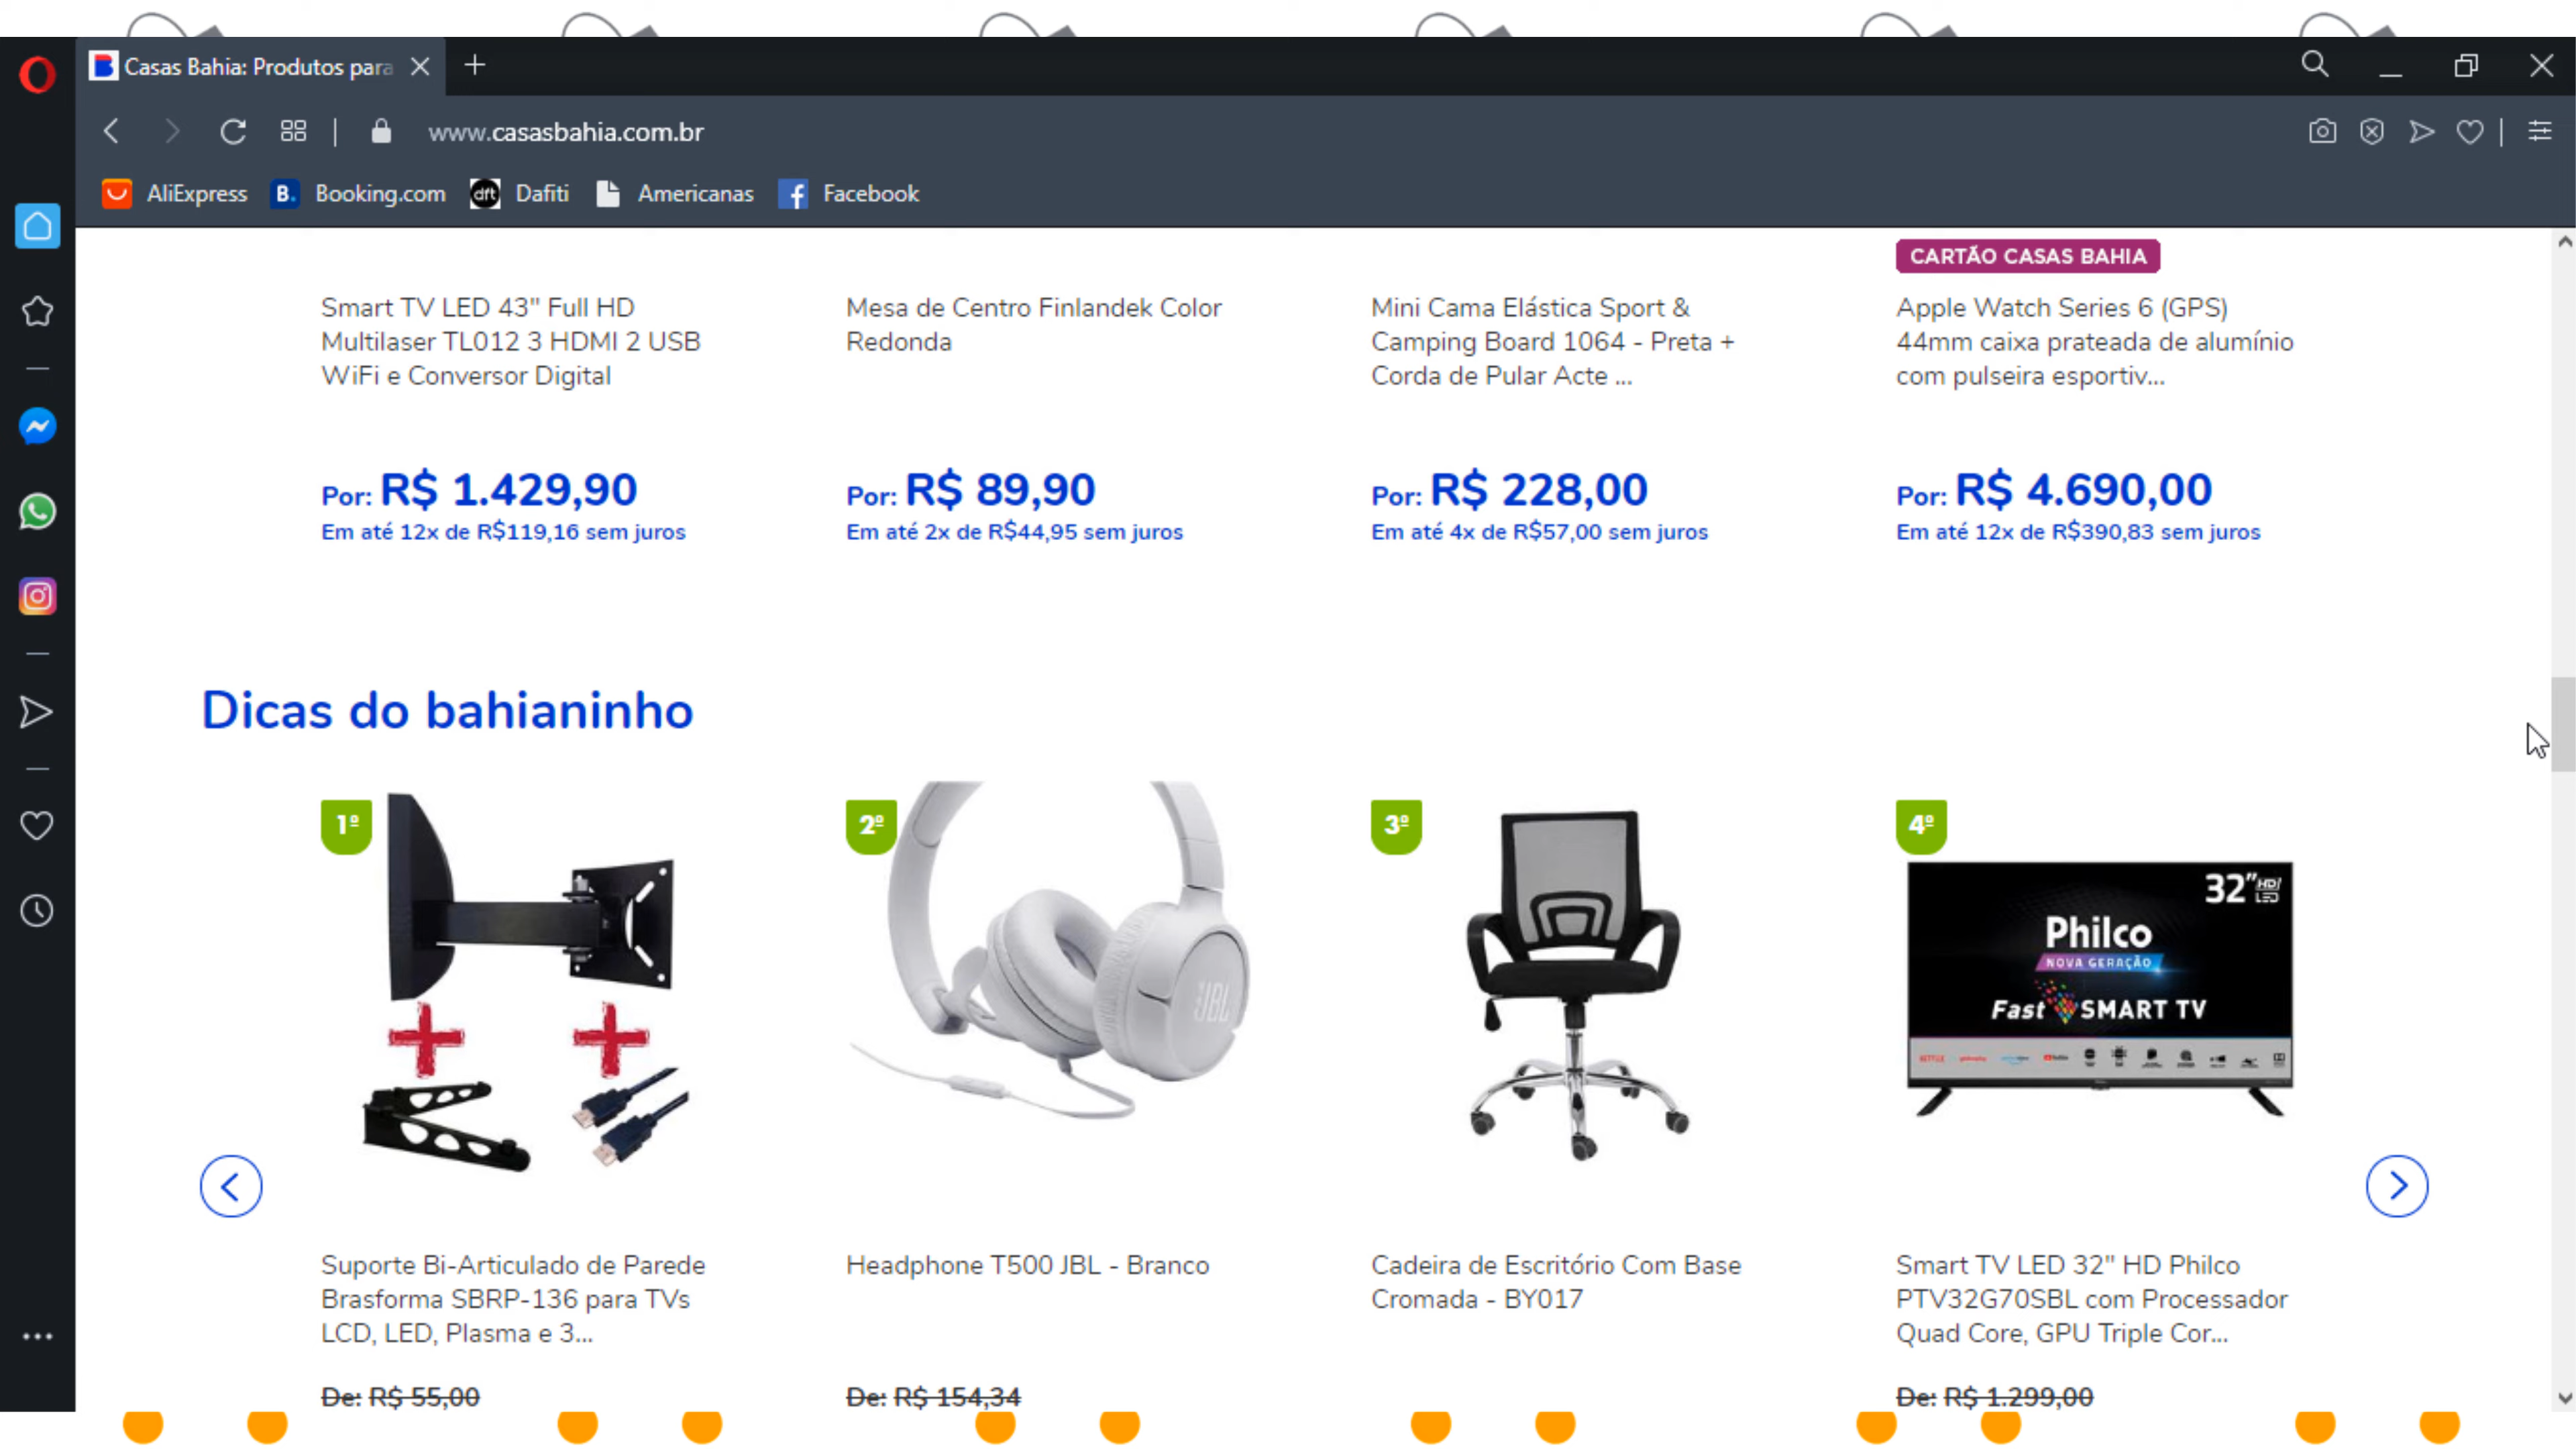 Casas Bahia: Produtos para
www.casasbahia.com.br
AliExpress
B.
Booking.com
dft
Dafiti
Americanas
Facebook
CARTÃO CASAS BAHIA
Smart TV LED 43" Full HD
Multilaser TL012 3 HDMI 2 USB
WiFi e Conversor Digital
Por: R$ 1.429,90
Em até 12x de R$119,16 sem juros
Mesa de Centro Finlandek Color
Redonda
Por: R$ 89,90
Em até 2x de R$44,95 sem juros
Mini Cama Elástica Sport &
Camping Board 1064 - Preta +
Corda de Pular Acte ...
Por: R$ 228,00
Em até 4x de R$57,00 sem juros
Apple Watch Series 6 (GPS)
44mm caixa prateada de alumínio
com pulseira esportiv...
Por: R$ 4.690,00
Em até 12x de R$390,83 sem juros
Dicas do bahianinho
1º
Suporte Bi-Articulado de Parede
Brasforma SBRP-136 para TVs
LCD, LED, Plasma e 3...
De: R$ 55,00
2º
JBL
Headphone T500 JBL - Branco
De: R$ 154,34
3º
Cadeira de Escritório Com Base
Cromada - BY017
4º
32" HD LED
Philco
NOVA GERAÇÃO
Fast SMART TV
NETFLIX
Smart TV LED 32" HD Philco
PTV32G70SBL com Processador
Quad Core, GPU Triple Cor...
De: R$ 1.299,00